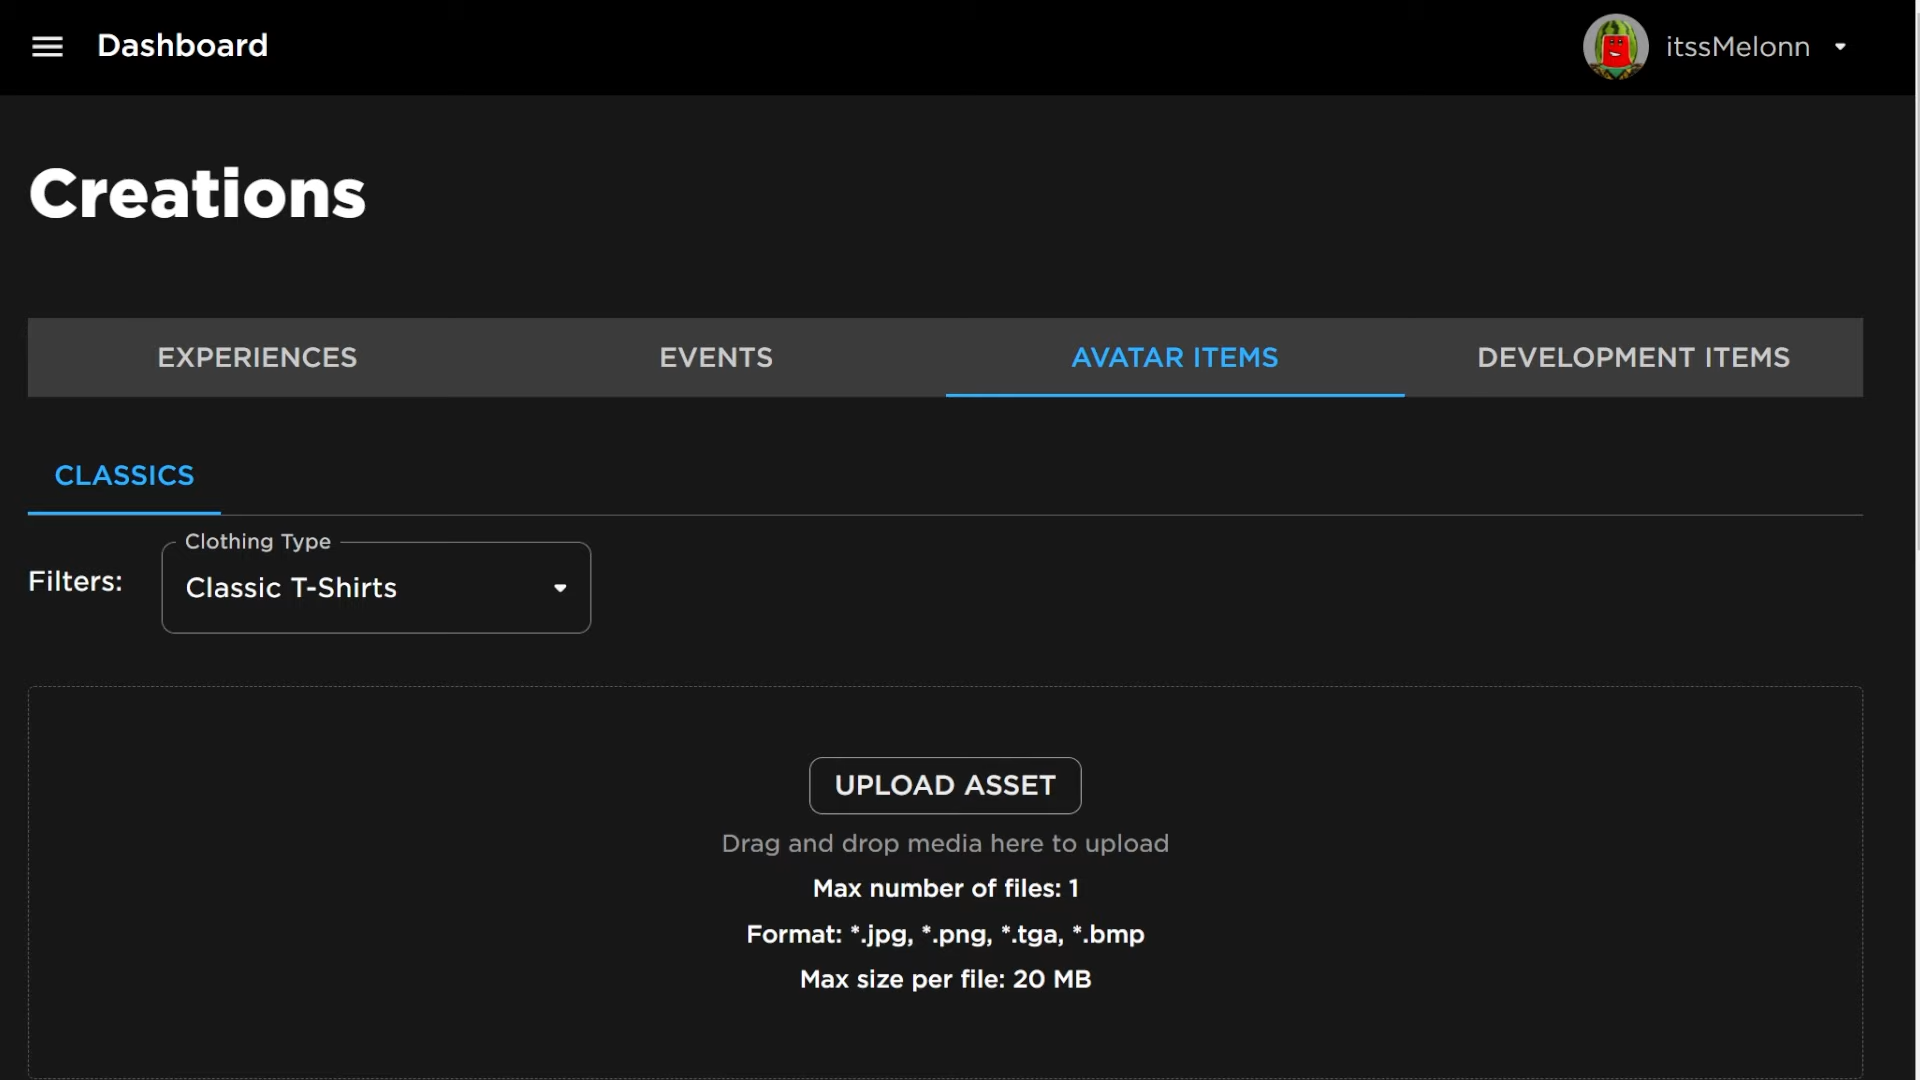 Dashboard
itssMelonn
Creations
EXPERIENCES
EVENTS
AVATAR ITEMS
DEVELOPMENT ITEMS
CLASSICS
Filters:
Clothing Type
Classic T-Shirts
UPLOAD ASSET
Drag and drop media here to upload
Max number of files: 1
Format: *.jpg, *.png, *.tga, *.bmp
Max size per file: 20 MB